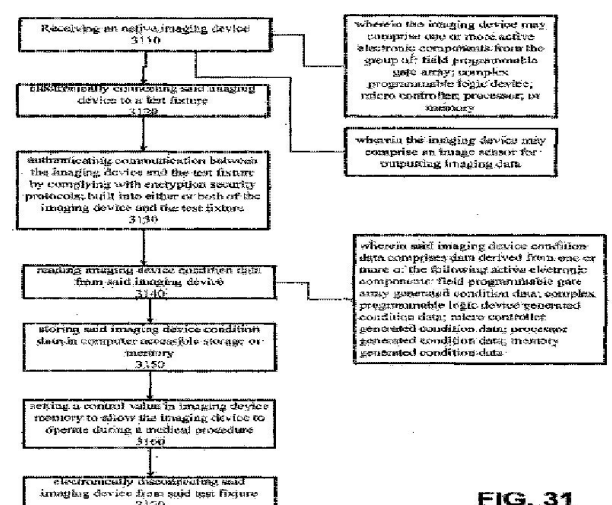 Receiving an active imaging device
3110
electronically connecting said imaging
device to a test fixture
3120
authenticating communication between
the imaging device and the test fixture
by complying with encryption security
protocols; built into either or both of the
imaging device and the test fixture
3130
reading imaging device condition data
from said imaging device
3140
storing said imaging device condition
data in computer accessible storage or
memory
3150
setting a control value in imaging device
memory to allow the imaging device to
operate during a medical procedure
3160
electronically disconnecting said
imaging device from said test fixture
wherein the imaging device may
comprise one or more active
electronic components from the
group of: field programmable
gate array; complex
programmable logic device;
micro controller; processor; or
memory
wherein the imaging device may
comprise an image sensor for
outputting imaging data
wherein said imaging device condition
data comprises data derived from one or
more of the following active electronic
components: field programmable gate
array generated condition data; complex
programmable logic device generated
condition data; micro controller
generated condition data; processor
generated condition data; memory
generated condition data
FIG. 31